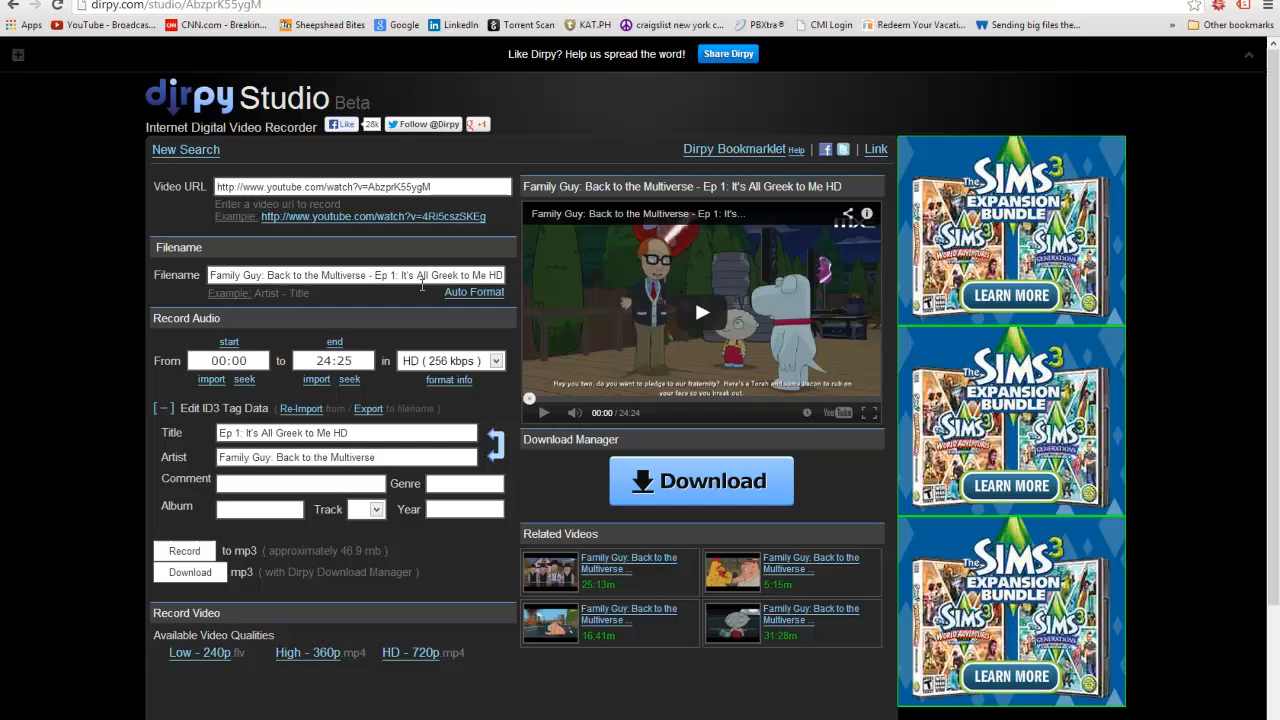 dirpy.com/studio/AbzprK55ygM
Apps YouTube - Broadcas... CNN.com - Breakin... Sheepshead Bites Google LinkedIn Torrent Scan KAT.PH craigslist new york c... PBXtra® CMI Login Redeem Your Vacati... Sending big files the... » Other bookmarks
Like Dirpy? Help us spread the word! Share Dirpy
dirpy Studio Beta
Internet Digital Video Recorder Like 28k Follow @Dirpy +1
New Search
Dirpy Bookmarklet Help | | Link
Video URL http://www.youtube.com/watch?v=AbzprK55ygM
Enter a video url to record
Example: http://www.youtube.com/watch?v=4Ri5cszSKEg
Filename
Filename Family Guy: Back to the Multiverse - Ep 1: It's All Greek to Me HD
Example: Artist - Title Auto Format
Record Audio
start end
From 00:00 to 24:25 in HD ( 256 kbps )
import seek import seek format info
[ - ] Edit ID3 Tag Data ( Re-Import from / Export to filename )
Title Ep 1: It's All Greek to Me HD
Artist Family Guy: Back to the Multiverse
Comment Genre
Album Track Year
Record to mp3 ( approximately 46.9 mb )
Download mp3 ( with Dirpy Download Manager )
Record Video
Available Video Qualities
Low - 240p.flv High - 360p.mp4 HD - 720p.mp4
Family Guy: Back to the Multiverse - Ep 1: It's All Greek to Me HD
Family Guy: Back to the Multiverse - Ep 1: It's...
Hey you two, do you want to pledge to our fraternity? Here's a Torah and some bacon to rub on
your face so you break out.
00:00 / 24:24 YouTube
Download Manager
Download
Related Videos
Family Guy: Back to the
Multiverse ...
25:13m
Family Guy: Back to the
Multiverse ...
5:15m
Family Guy: Back to the
Multiverse ...
16:41m
Family Guy: Back to the
Multiverse ...
31:28m
The SIMS 3
EXPANSION
BUNDLE
LEARN MORE
The SIMS 3
EXPANSION
BUNDLE
LEARN MORE
The SIMS 3
EXPANSION
BUNDLE
LEARN MORE